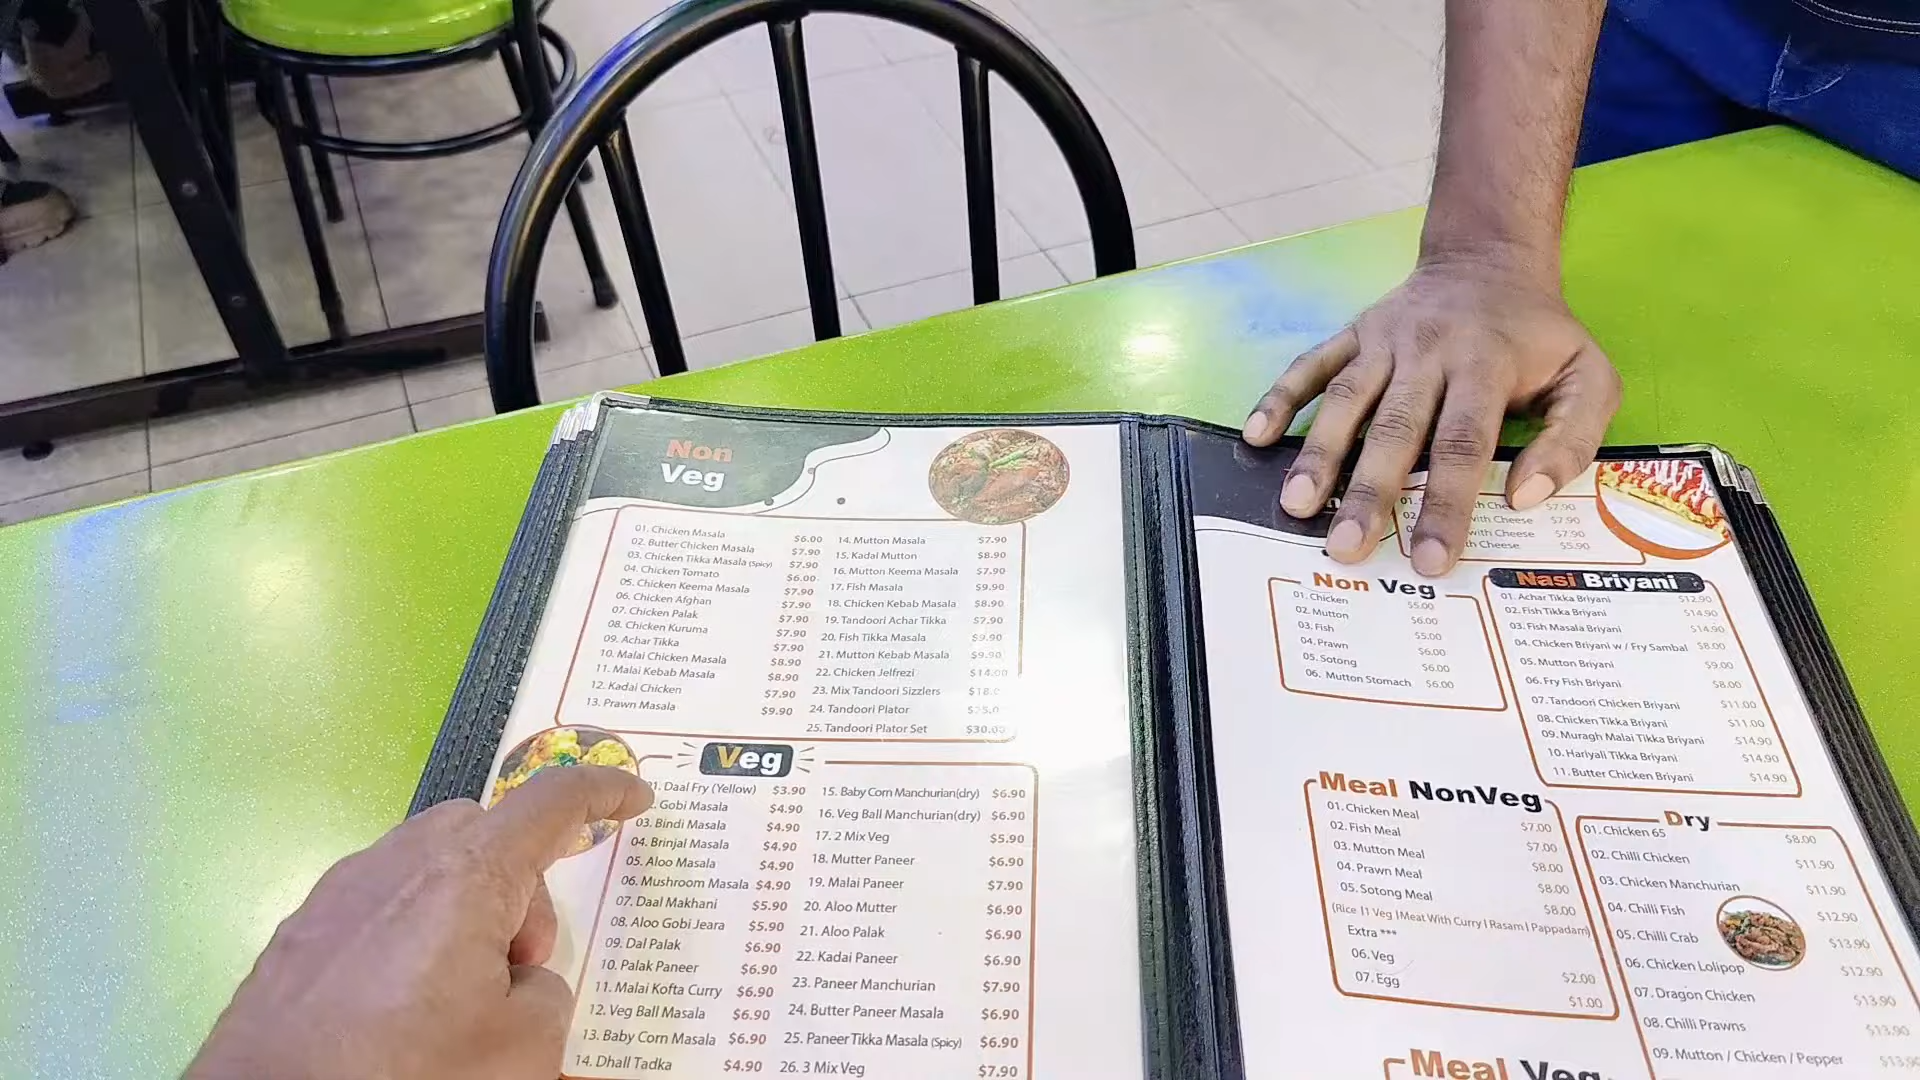 Non
Veg
01. Chicken Masala $6.00
02. Butter Chicken Masala $7.90
03. Chicken Tikka Masala (Spicy) $7.90
04. Chicken Tomato $6.00
05. Chicken Keema Masala $7.90
06. Chicken Afghan $7.90
07. Chicken Palak $7.90
08. Chicken Kuruma $7.90
09. Achar Tikka $7.90
10. Malai Chicken Masala $8.90
11. Malai Kebab Masala $8.90
12. Kadai Chicken $7.90
13. Prawn Masala $9.90
14. Mutton Masala $7.90
15. Kadai Mutton $8.90
16. Mutton Keema Masala $7.90
17. Fish Masala $9.90
18. Chicken Kebab Masala $8.90
19. Tandoori Achar Tikka $7.90
20. Fish Tikka Masala $9.90
21. Mutton Kebab Masala $9.90
22. Chicken Jelfrezi $14.00
23. Mix Tandoori Sizzlers
24. Tandoori Plator
25. Tandoori Plator Set $30.00
Veg
01. Daal Fry (Yellow) $3.90
Gobi Masala $4.90
03. Bindi Masala $4.90
04. Brinjal Masala $4.90
05. Aloo Masala $4.90
06. Mushroom Masala $4.90
07. Daal Makhani $5.90
08. Aloo Gobi Jeara $5.90
09. Dal Palak $6.90
10. Palak Paneer $6.90
11. Malai Kofta Curry $6.90
12. Veg Ball Masala $6.90
13. Baby Corn Masala $6.90
14. Dhall Tadka $4.90
15. Baby Corn Manchurian(dry) $6.90
16. Veg Ball Manchurian(dry) $6.90
17. 2 Mix Veg $5.90
18. Mutter Paneer $6.90
19. Malai Paneer $7.90
20. Aloo Mutter $6.90
21. Aloo Palak $6.90
22. Kadai Paneer $6.90
23. Paneer Manchurian $7.90
24. Butter Paneer Masala $6.90
25. Paneer Tikka Masala (Spicy) $6.90
26. 3 Mix Veg $7.90
01. with Cheese $7.90
02 with Cheese $7.90
with Cheese $7.90
Cheese $5.90
Non Veg
01. Chicken $5.00
02. Mutton $6.00
03. Fish $5.00
04. Prawn $6.00
05. Sotong $6.00
06. Mutton Stomach $6.00
Nasi Briyani
01. Achar Tikka Briyani $12.90
02. Fish Tikka Briyani $14.90
03. Fish Masala Briyani $14.90
04. Chicken Briyani w / Fry Sambal $8.00
05. Mutton Briyani $9.00
06. Fry Fish Briyani $8.00
07. Tandoori Chicken Briyani $11.00
08. Chicken Tikka Briyani $11.00
09. Muragh Malai Tikka Briyani $14.90
10. Hariyali Tikka Briyani $14.90
11. Butter Chicken Briyani $14.90
Meal NonVeg
01. Chicken Meal $7.00
02. Fish Meal $7.00
03. Mutton Meal $8.00
04. Prawn Meal $8.00
05. Sotong Meal $8.00
(Rice | 1 Veg | Meat With Curry | Rasam | Pappadam)
Extra ***
06. Veg $2.00
07. Egg $1.00
Dry
01. Chicken 65 $8.00
02. Chilli Chicken $11.90
03. Chicken Manchurian $11.90
04. Chilli Fish $12.90
05. Chilli Crab $13.90
06. Chicken Lolipop $12.90
07. Dragon Chicken $13.90
08. Chilli Prawns $13.90
09. Mutton / Chicken / Pepper
Meal Veg